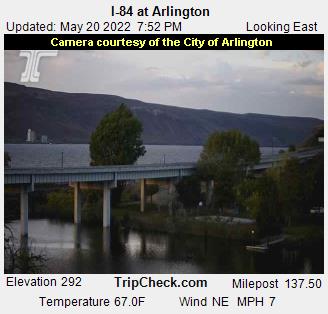 I-84 at Arlington
Updated: May 20 2022 7:52 PM Looking East
Camera courtesy of the City of Arlington
Elevation 292 TripCheck.com Milepost 137.50
Temperature 67.0F Wind NE MPH 7